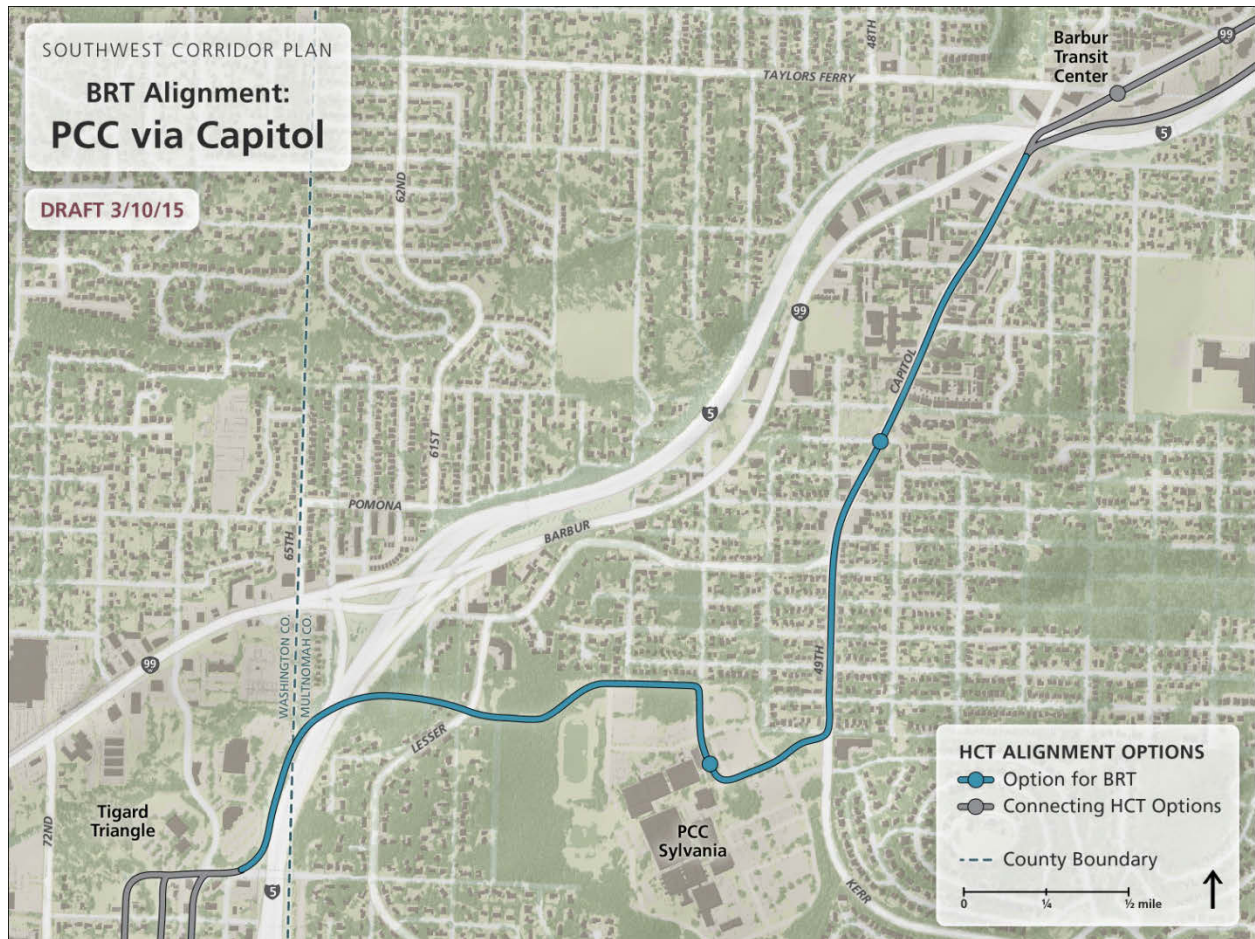 SOUTHWEST CORRIDOR PLAN
BRT Alignment:
PCC via Capitol
DRAFT 3/10/15
48TH
Barbur
Transit
Center
99
TAYLORS FERRY
5
62ND
99
CAPITOL
5
61ST
POMONA
BARBUR
65TH
WASHINGTON CO.
MULTNOMAH CO.
99
49TH
LESSER
Tigard
Triangle
72ND
5
PCC
Sylvania
KERR
HCT ALIGNMENT OPTIONS
Option for BRT
Connecting HCT Options
County Boundary
0 ¼ ½ mile